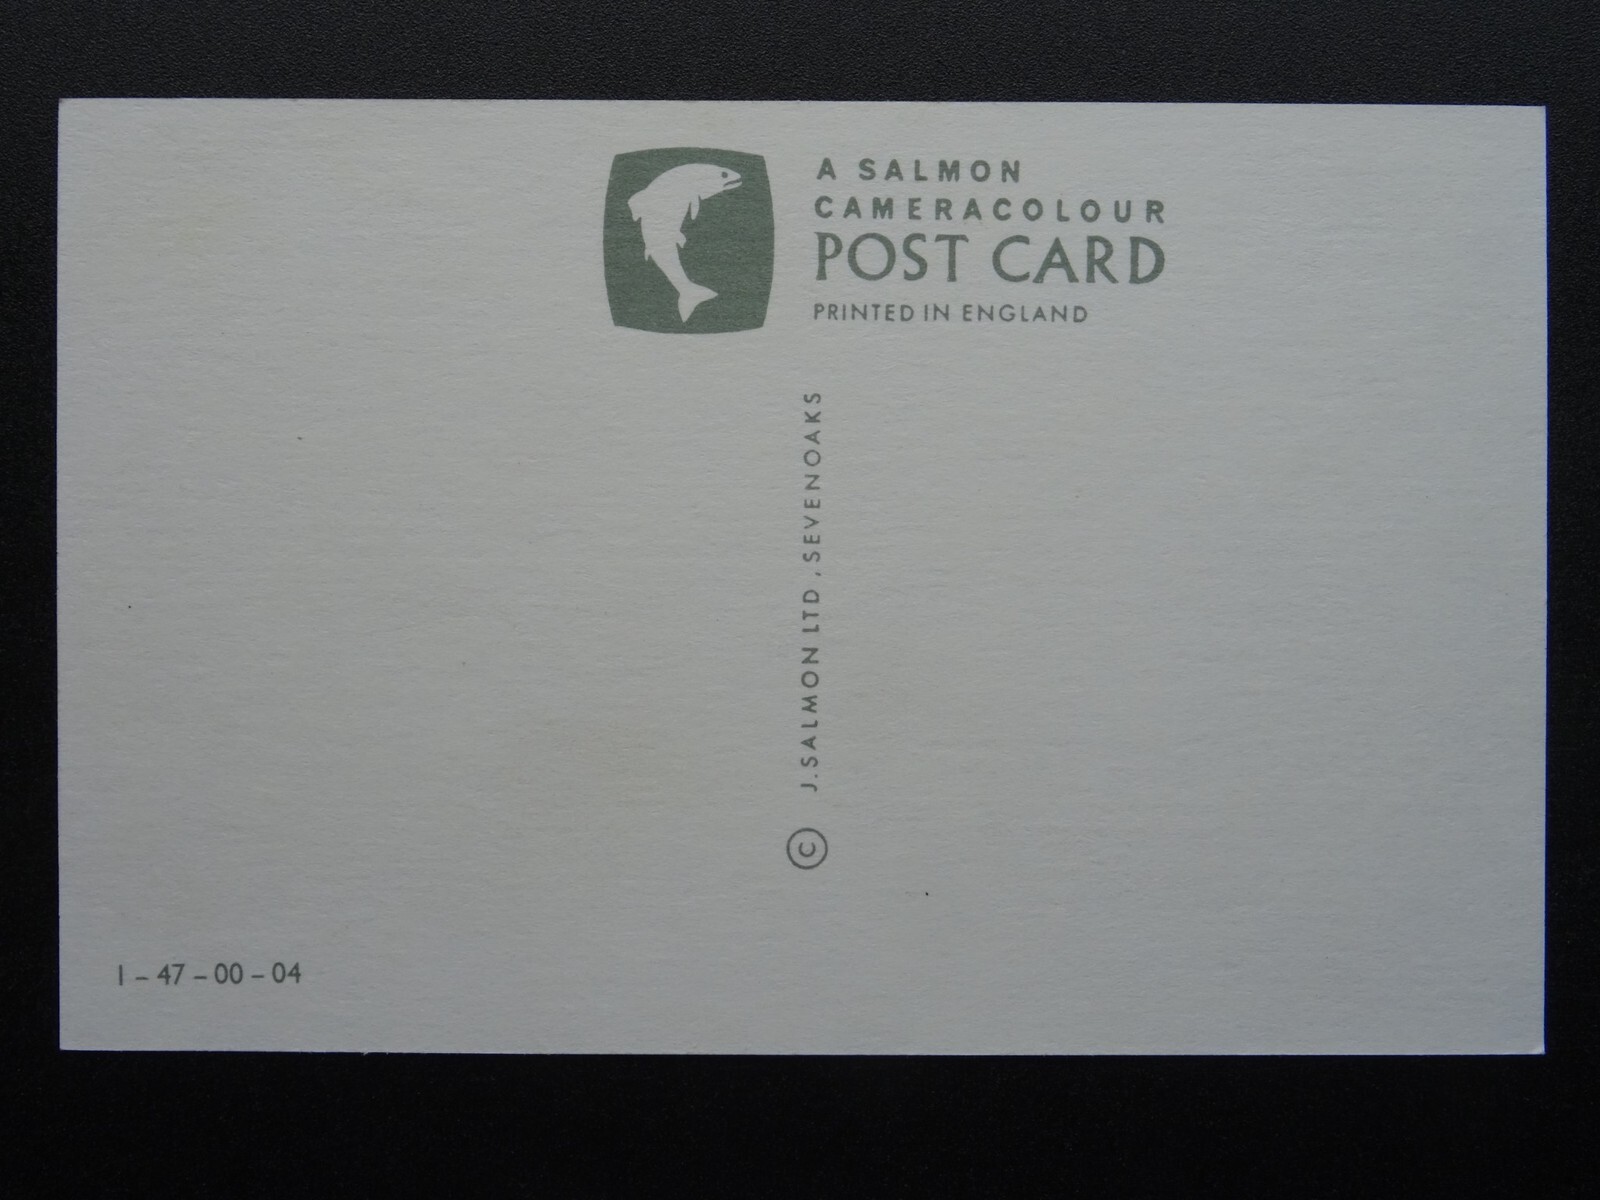 A SALMON
CAMERACOLOUR
POST CARD
PRINTED IN ENGLAND
© J. SALMON LTD, SEVENOAKS
1 – 47 – 00 – 04